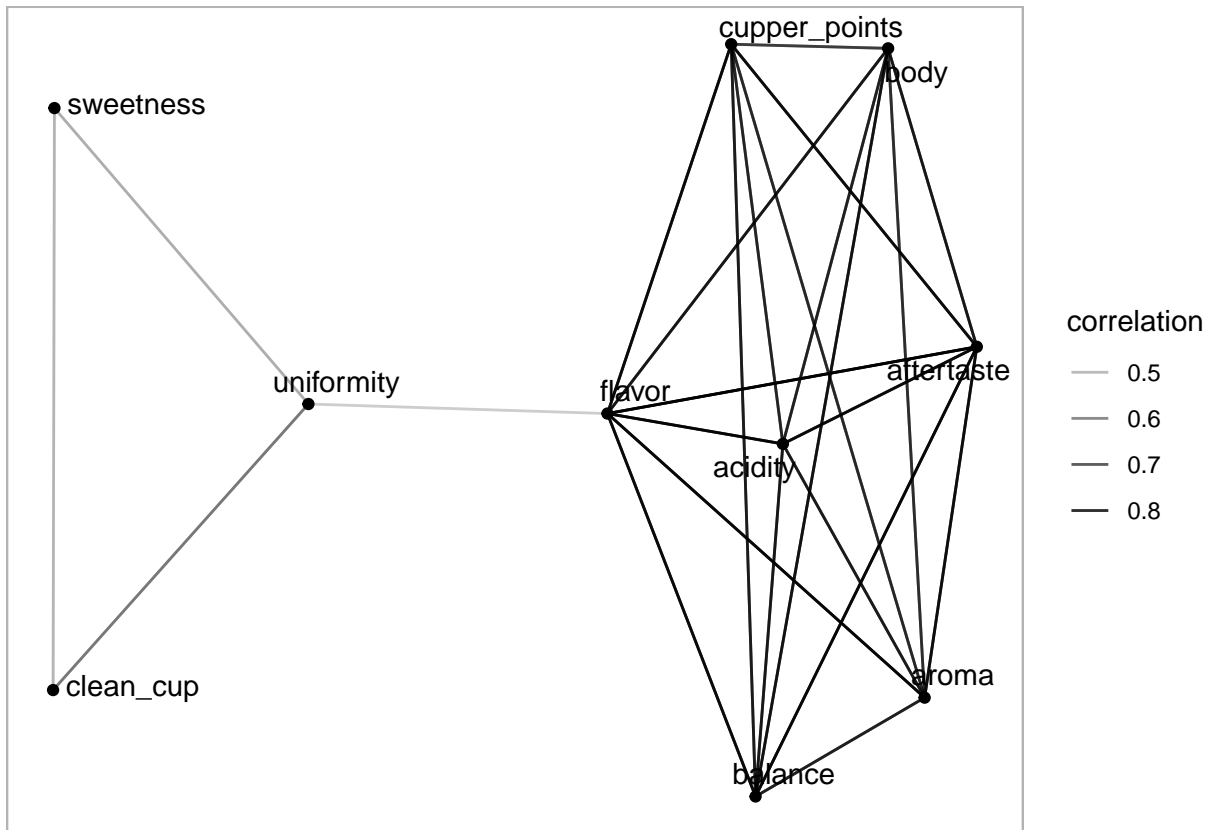 cupper_points
body
sweetness
uniformity
flavor
aftertaste
acidity
aroma
clean_cup
balance
correlation
0.5
0.6
0.7
0.8